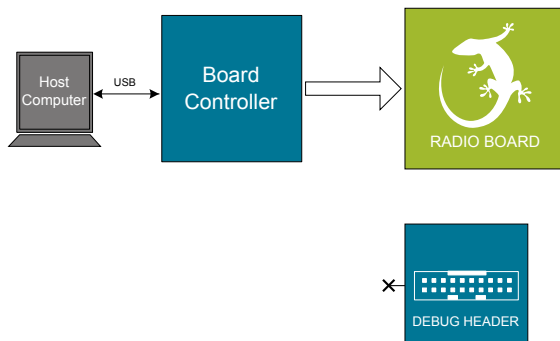 Host
Computer
USB
Board
Controller
RADIO BOARD
DEBUG HEADER